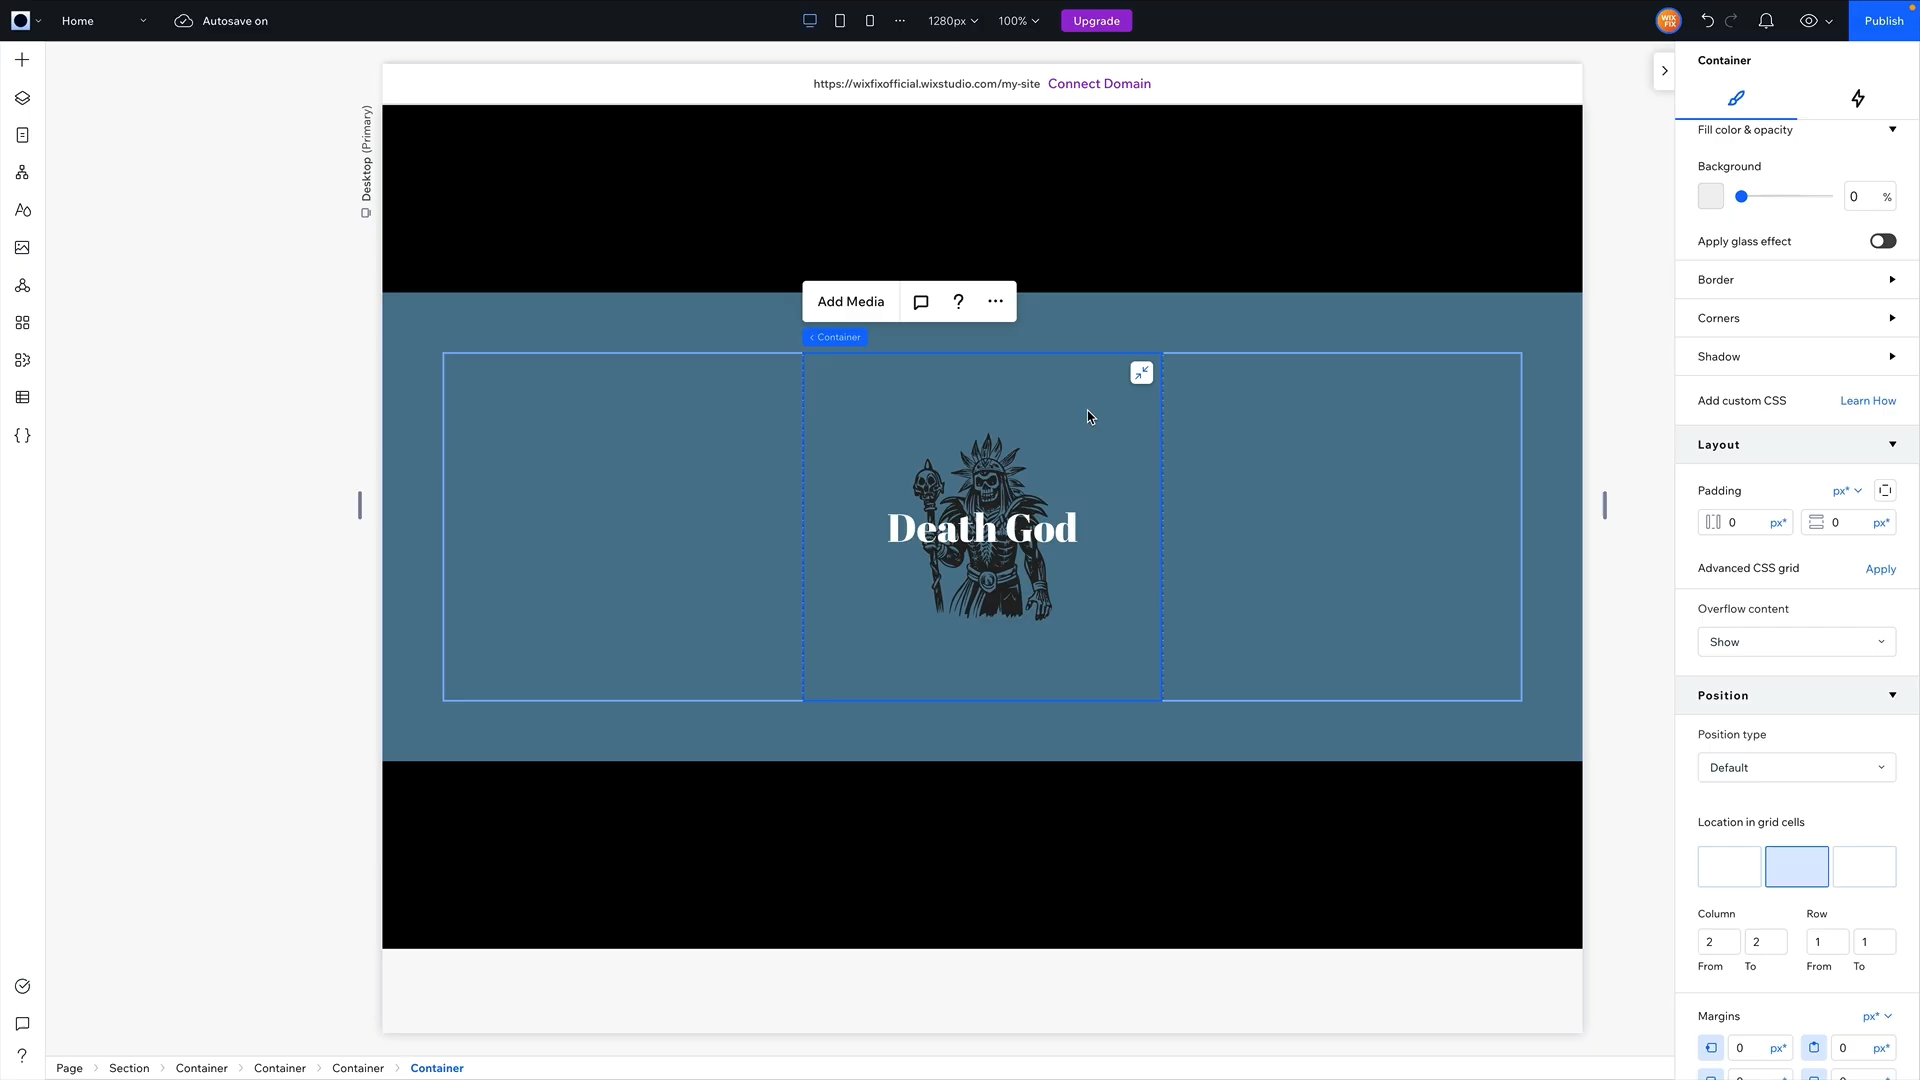 Home
Autosave on
1280px
100%
Upgrade
WIX
FIX
Publish
https://wixfixofficial.wixstudio.com/my-site Connect Domain
Desktop (Primary)
Add Media
?
Container
Death God
Container
Fill color & opacity
Background
0 %
Apply glass effect
Border
Corners
Shadow
Add custom CSS Learn How
Layout
Padding px*
0 px* 0 px*
Advanced CSS grid Apply
Overflow content
Show
Position
Position type
Default
Location in grid cells
Column Row
2 2 1 1
From To From To
Margins px*
0 px* 0 px*
Page Section Container Container Container Container